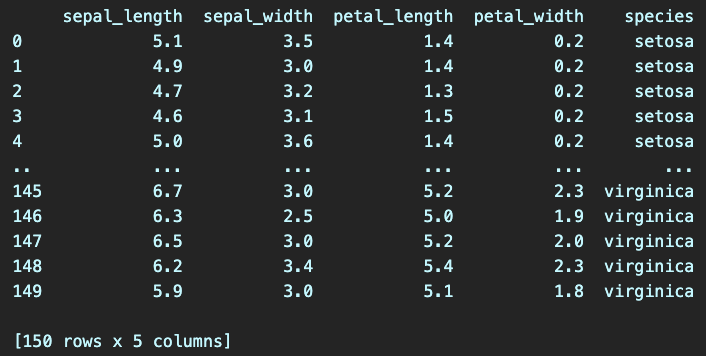 sepal_length  sepal_width  petal_length  petal_width    species
0             5.1          3.5           1.4          0.2     setosa
1             4.9          3.0           1.4          0.2     setosa
2             4.7          3.2           1.3          0.2     setosa
3             4.6          3.1           1.5          0.2     setosa
4             5.0          3.6           1.4          0.2     setosa
..            ...          ...           ...          ...        ...
145           6.7          3.0           5.2          2.3  virginica
146           6.3          2.5           5.0          1.9  virginica
147           6.5          3.0           5.2          2.0  virginica
148           6.2          3.4           5.4          2.3  virginica
149           5.9          3.0           5.1          1.8  virginica

[150 rows x 5 columns]